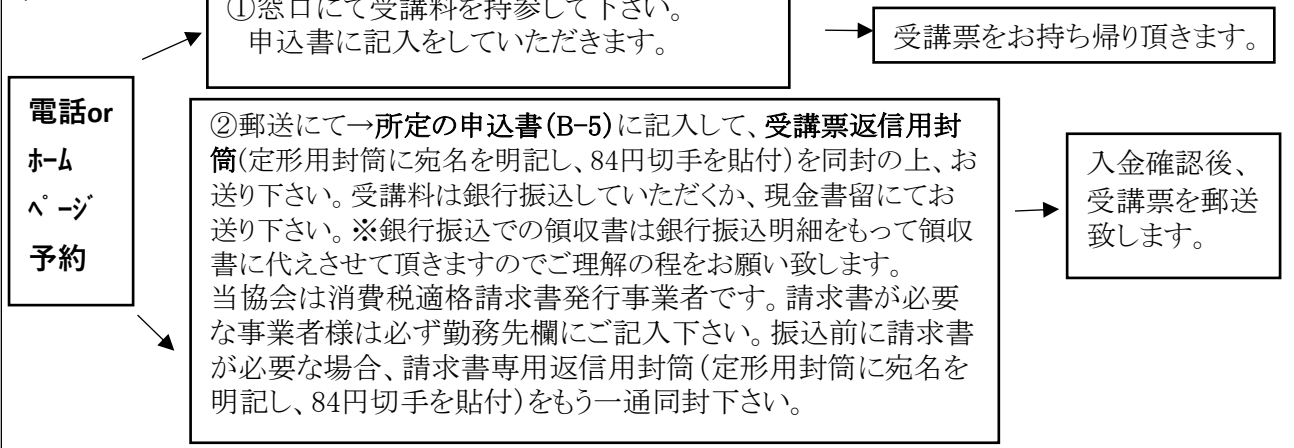 ①窓口にて受講料を持参して下さい。
申込書に記入をしていただきます。
受講票をお持ち帰り頂きます。
電話or
ﾎｰﾑ
ﾍﾟｰｼﾞ
予約
②郵送にて→所定の申込書(B-5)に記入して、受講票返信用封
筒(定形用封筒に宛名を明記し、84円切手を貼付)を同封の上、お
送り下さい。受講料は銀行振込していただくか、現金書留にてお
送り下さい。※銀行振込での領収書は銀行振込明細をもって領収
書に代えさせて頂きますのでご理解の程をお願い致します。
当協会は消費税適格請求書発行事業者です。請求書が必要
な事業者様は必ず勤務先欄にご記入下さい。振込前に請求書
が必要な場合、請求書専用返信用封筒(定形用封筒に宛名を
明記し、84円切手を貼付)をもう一通同封下さい。
入金確認後、
受講票を郵送
致します。